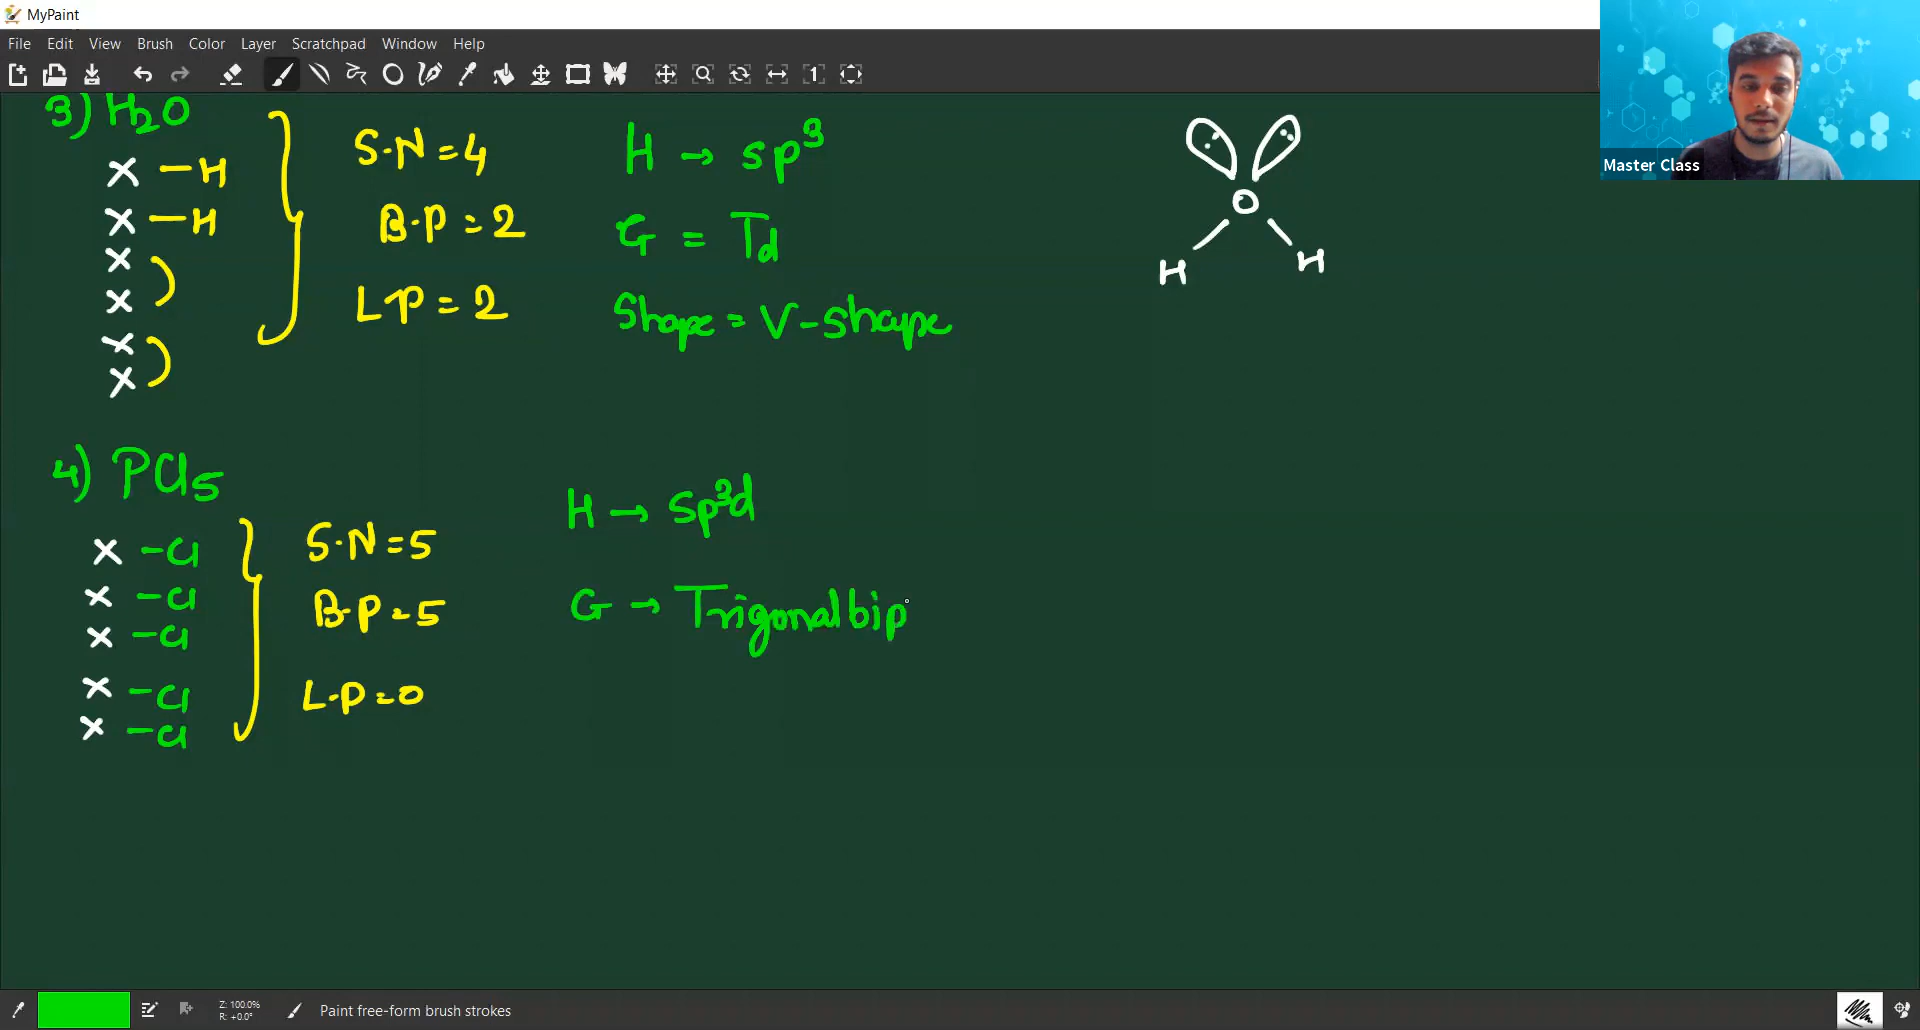 MyPaint
File Edit View Brush Color Layer Scratchpad Window Help
Master Class
3) H2O
X -H
X -H
X
X
X
X
S.N = 4
B.P = 2
L.P = 2
H → sp³
G = Td
Shape = V-shape
O
H H
4) PCl5
X -Cl
X -Cl
X -Cl
X -Cl
X -Cl
S.N = 5
B.P = 5
L.P = 0
H → Sp³d
G → Trigonal bip
Z: 100.0%
R: +0.0°
Paint free-form brush strokes